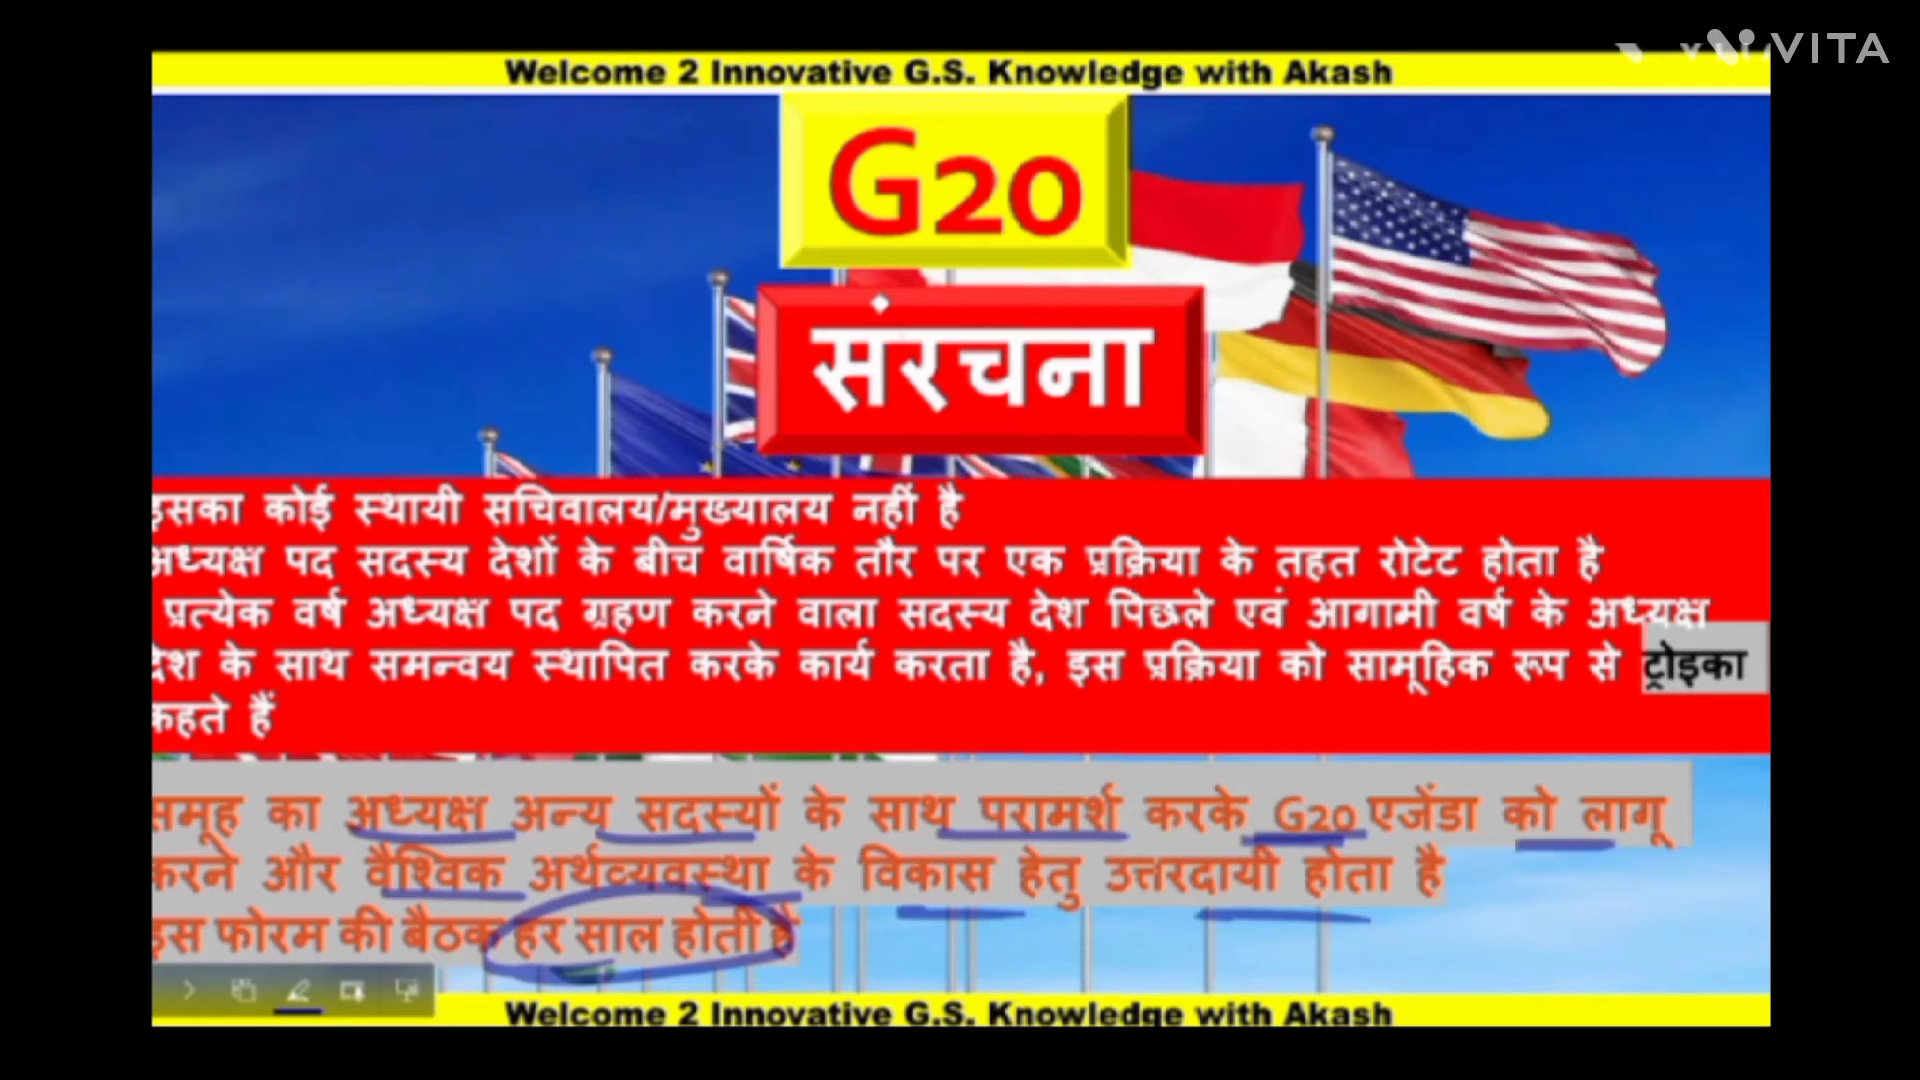 VITA
Welcome 2 Innovative G.S. Knowledge with Akash
G20
संरचना
इसका कोई स्थायी सचिवालय/मुख्यालय नहीं है
अध्यक्ष पद सदस्य देशों के बीच वार्षिक तौर पर एक प्रक्रिया के तहत रोटेट होता है
प्रत्येक वर्ष अध्यक्ष पद ग्रहण करने वाला सदस्य देश पिछले एवं आगामी वर्ष के अध्यक्ष
देश के साथ समन्वय स्थापित करके कार्य करता है, इस प्रक्रिया को सामूहिक रूप से ट्रोइका
कहते हैं
समूह का अध्यक्ष अन्य सदस्यों के साथ परामर्श करके G20 एजेंडा को लागू
करने और वैश्विक अर्थव्यवस्था के विकास हेतु उत्तरदायी होता है
इस फोरम की बैठक हर साल होती है
Welcome 2 Innovative G.S. Knowledge with Akash